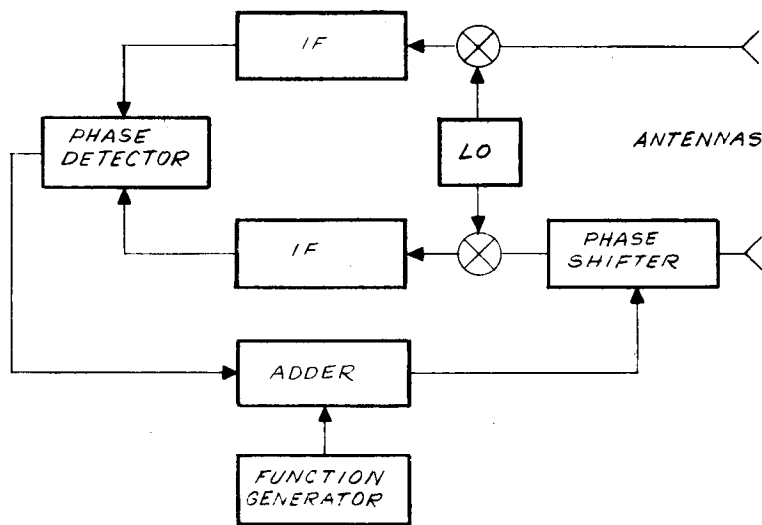 IF
PHASE
DETECTOR
LO
ANTENNAS
IF
PHASE
SHIFTER
ADDER
FUNCTION
GENERATOR